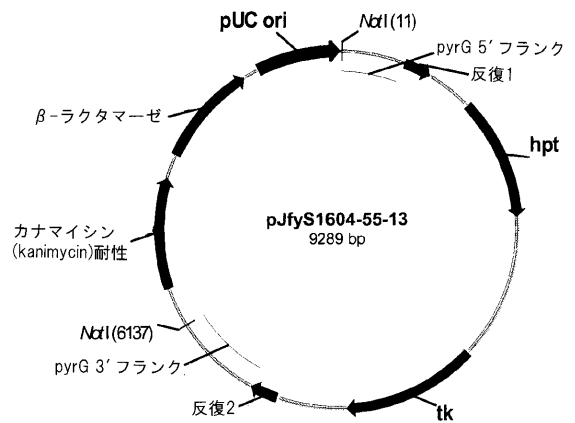 pUC ori
NotI(11)
pyrG 5′フランク
反復1
β-ラクタマーゼ
hpt
pJfyS1604-55-13
9289 bp
カナマイシン
(kanimycin)耐性
NotI(6137)
pyrG 3′フランク
反復2
tk